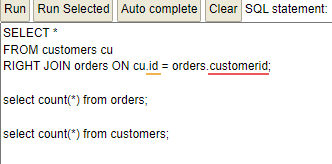 Run Run Selected Auto complete Clear SQL statement:
SELECT *
FROM customers cu
RIGHT JOIN orders ON cu.id = orders.customerid;
select count(*) from orders;
select count(*) from customers;